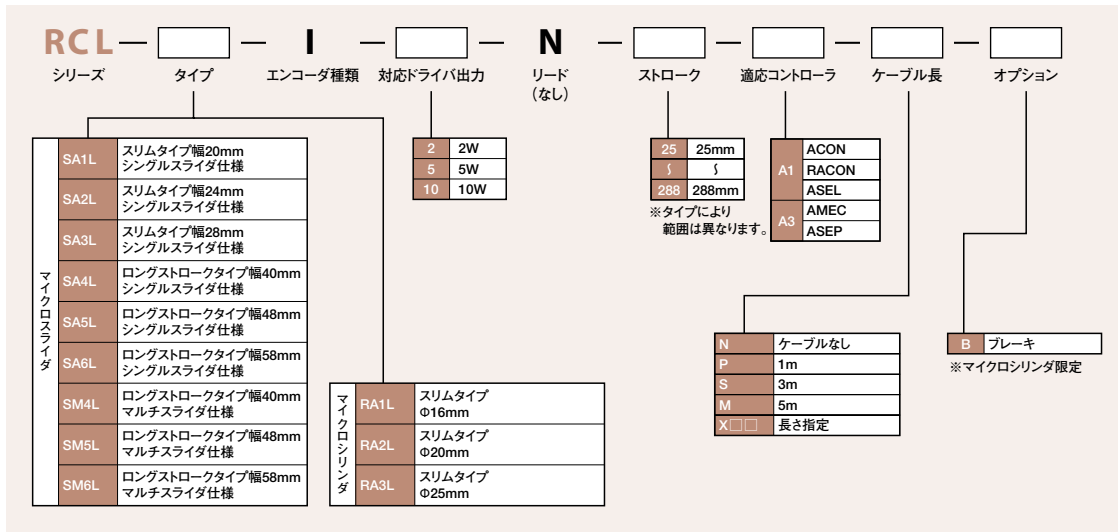 RCL — □ — I — □ — N — □ — □ — □ — □
シリーズ
タイプ
エンコーダ種類
対応ドライバ出力
リード
(なし)
ストローク
適応コントローラ
ケーブル長
オプション
マイクロスライダ
SA1L スリムタイプ幅20mm
シングルスライダ仕様
SA2L スリムタイプ幅24mm
シングルスライダ仕様
SA3L スリムタイプ幅28mm
シングルスライダ仕様
SA4L ロングストロークタイプ幅40mm
シングルスライダ仕様
SA5L ロングストロークタイプ幅48mm
シングルスライダ仕様
SA6L ロングストロークタイプ幅58mm
シングルスライダ仕様
SM4L ロングストロークタイプ幅40mm
マルチスライダ仕様
SM5L ロングストロークタイプ幅48mm
マルチスライダ仕様
SM6L ロングストロークタイプ幅58mm
マルチスライダ仕様
マイクロシリンダ
RA1L スリムタイプ
Φ16mm
RA2L スリムタイプ
Φ20mm
RA3L スリムタイプ
Φ25mm
2 2W
5 5W
10 10W
25 25mm
〜 〜
288 288mm
※タイプにより
範囲は異なります。
A1 ACON
RACON
ASEL
A3 AMEC
ASEP
N ケーブルなし
P 1m
S 3m
M 5m
X□□ 長さ指定
B ブレーキ
※マイクロシリンダ限定